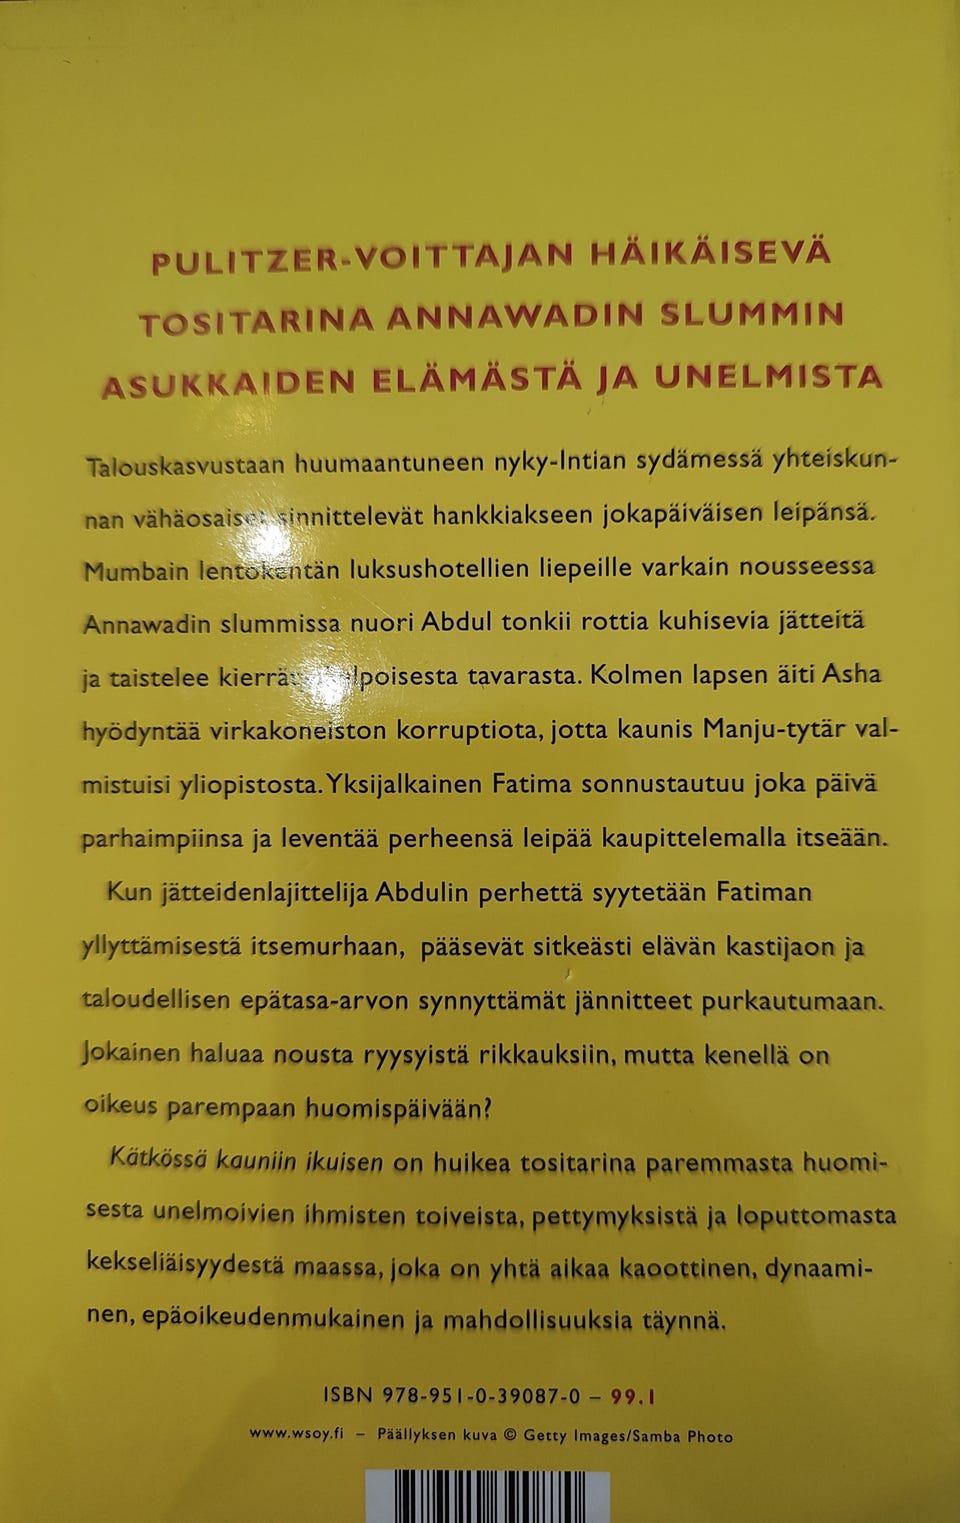 PULITZER-VOITTAJAN HÄIKÄISEVÄ
TOSITARINA ANNAWADIN SLUMMIN
ASUKKAIDEN ELÄMÄSTÄ JA UNELMISTA
Talouskasvustaan huumaantuneen nyky-Intian sydämessä yhteiskun-
nan vähäosaiset sinnittelevät hankkiakseen jokapäiväisen leipänsä.
Mumbain lentokentän luksushotellien liepeille varkain nousseessa
Annawadin slummissa nuori Abdul tonkii rottia kuhisevia jätteitä
ja taistelee tavarasta. Kolmen lapsen äiti Asha
hyödyntää virkakoneiston korruptiota, jotta kaunis Manju-tytär val-
mistuisi yliopistosta. Yksijalkainen Fatima sonnustautuu joka päivä
parhaimpiinsa ja leventää perheensä leipää kaupittelemalla itseään.
Kun jätteidenlajittelija Abdulin perhettä syytetään Fatiman
yllyttämisestä itsemurhaan, pääsevät sitkeästi elävän kastijaon ja
taloudellisen epätasa-arvon synnyttämät jännitteet purkautumaan.
Jokainen haluaa nousta ryysyistä rikkauksiin, mutta kenellä on
oikeus parempaan huomispäivään?
Kätkössä kauniin ikuisen on huikea tositarina paremmasta huomi-
sesta unelmoivien ihmisten toiveista, pettymyksistä ja loputtomasta
kekseliäisyydestä maassa, joka on yhtä aikaa kaoottinen, dynaami-
nen, epäoikeudenmukainen ja mahdollisuuksia täynnä.
ISBN 978-951-0-39087-0 – 99.1
www.wsoy.fi – Päällyksen kuva © Getty Images/Samba Photo